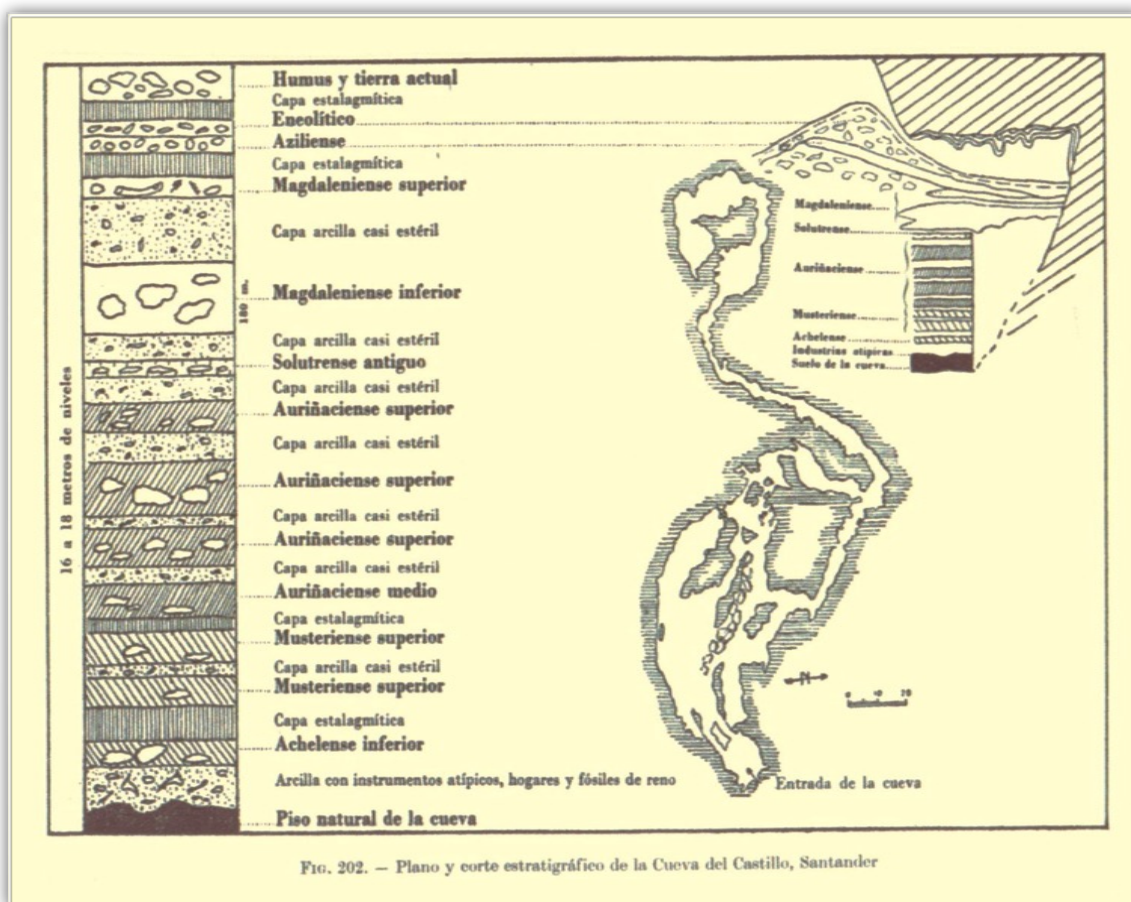 Humus y tierra actual
Capa estalagmítica
Eneolítico
Aziliense
Capa estalagmítica
Magdaleniense superior
Capa arcilla casi estéril
Magdaleniense inferior
Capa arcilla casi estéril
Solutrense antiguo
Capa arcilla casi estéril
Auriñaciense superior
Capa arcilla casi estéril
Auriñaciense superior
Capa arcilla casi estéril
Auriñaciense superior
Capa arcilla casi estéril
Auriñaciense medio
Capa estalagmítica
Musteriense superior
Capa arcilla casi estéril
Musteriense superior
Capa estalagmítica
Achelense inferior
Arcilla con instrumentos atípicos, hogares y fósiles de reno
Piso natural de la cueva
16 a 18 metros de niveles
180 m.
Magdaleniense
Solutrense
Auriñaciense
Musteriense
Achelense
Industrias atípicas
Suelo de la cueva
N
0 10 20
Entrada de la cueva
FIG. 202. — Plano y corte estratigráfico de la Cueva del Castillo, Santander